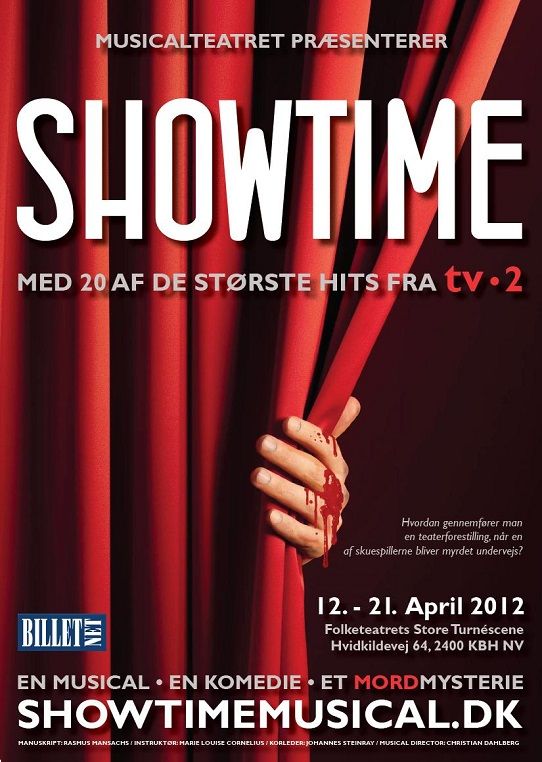 MUSICALTEATRET PRÆSENTERER
SHOWTIME
MED 20 AF DE STØRSTE HITS FRA tv•2
Hvordan gennemfører man
en teaterforestilling, når en
af skuespillerne bliver myrdet undervejs?
12. - 21. April 2012
Folketeatrets Store Turnéscene
Hvidkildevej 64, 2400 KBH NV
BILLET NET
EN MUSICAL • EN KOMEDIE • ET MORDMYSTERIE
SHOWTIMEMUSICAL.DK
MANUSKRIFT: RASMUS MANSACHS / INSTRUKTØR: MARIE LOUISE CORNELIUS / KORLEDER: JOHANNES STEINRAY / MUSICAL DIRECTOR: CHRISTIAN DAHLBERG